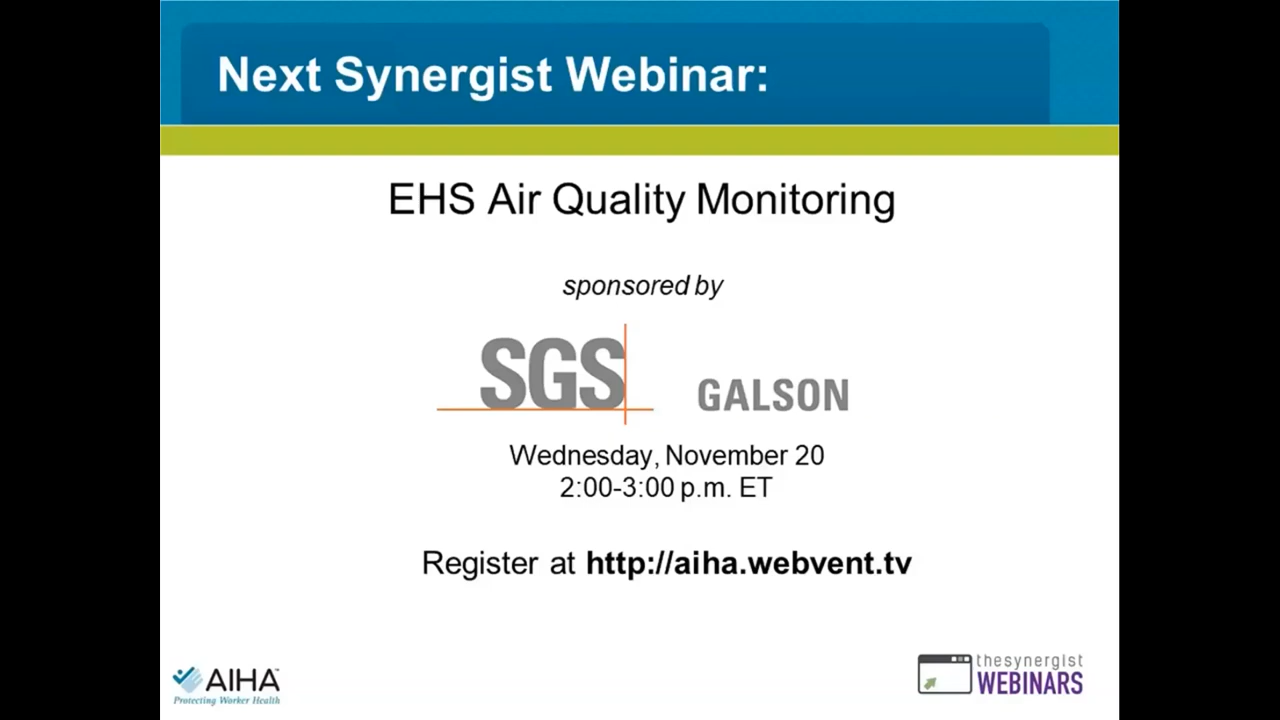 Next Synergist Webinar:
EHS Air Quality Monitoring
sponsored by
SGS GALSON
Wednesday, November 20
2:00-3:00 p.m. ET
Register at http://aiha.webvent.tv
AIHA™
Protecting Worker Health
thesynergist
WEBINARS